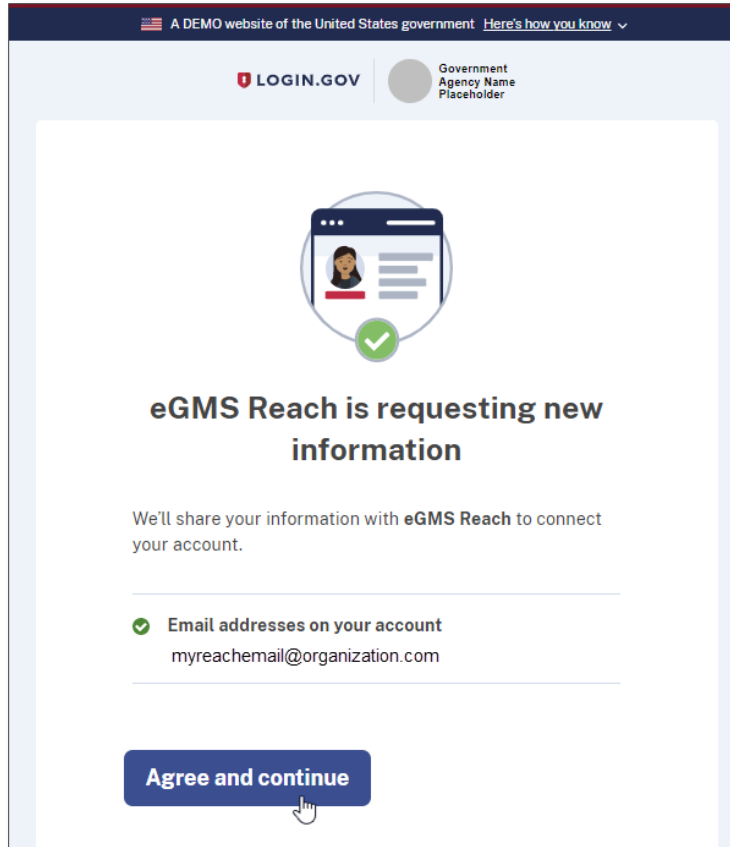 A DEMO website of the United States government Here's how you know
LOGIN.GOV
Government
Agency Name
Placeholder
eGMS Reach is requesting new
information
We'll share your information with eGMS Reach to connect
your account.
Email addresses on your account
myreachemail@organization.com
Agree and continue